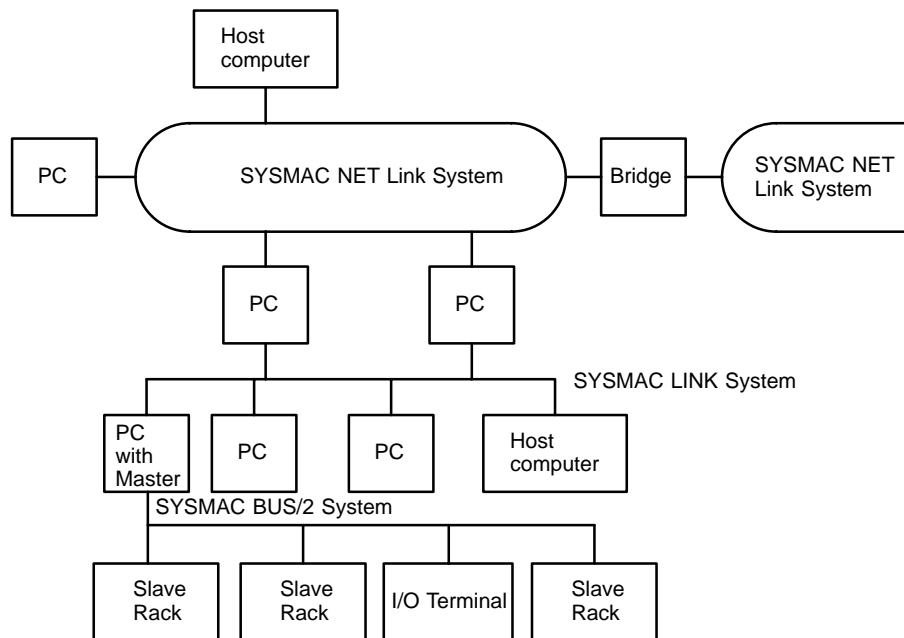 Host
computer
PC
SYSMAC NET Link System
Bridge
SYSMAC NET
Link System
PC
PC
SYSMAC LINK System
PC
with
Master
PC
PC
Host
computer
SYSMAC BUS/2 System
Slave
Rack
Slave
Rack
I/O Terminal
Slave
Rack